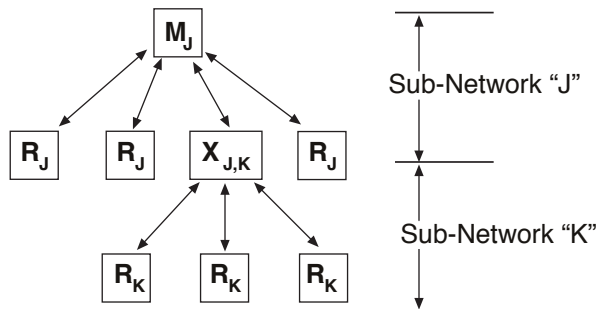 M_J
Sub-Network “J”
R_J R_J X_J,K R_J
Sub-Network “K”
R_K R_K R_K